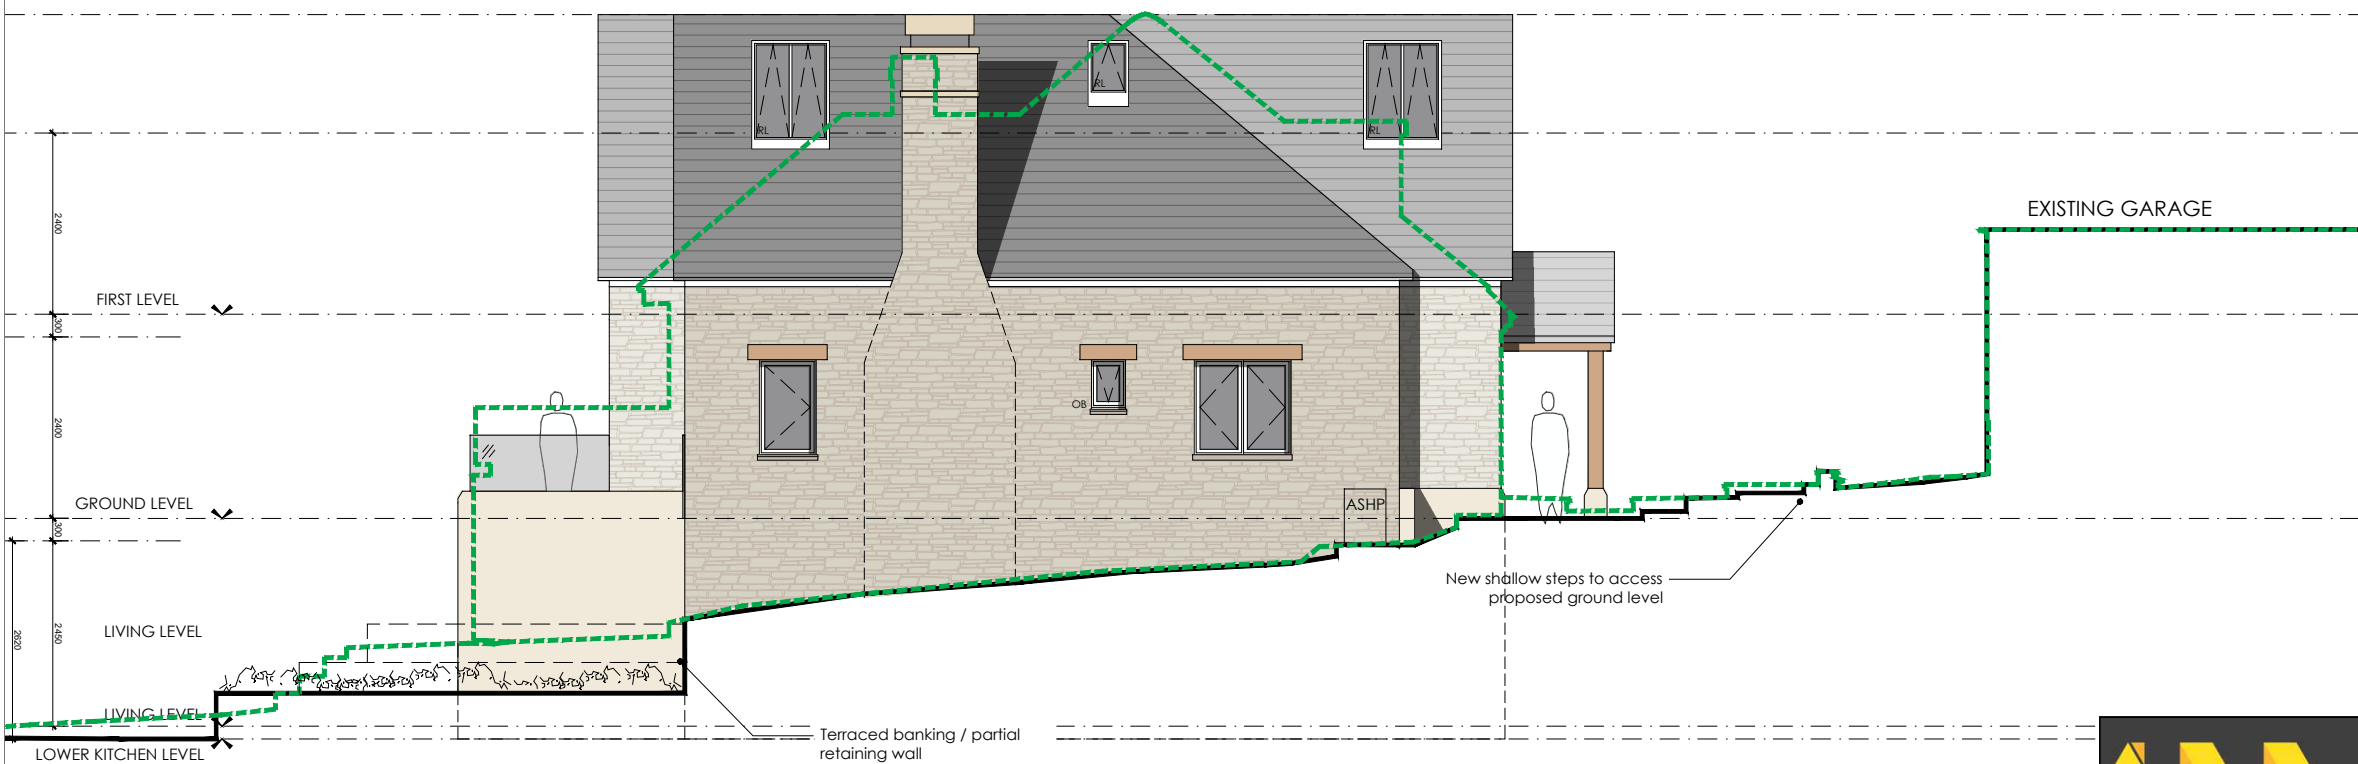 RL
RL
RL
EXISTING GARAGE
2400
FIRST LEVEL
300
OB
2400
GROUND LEVEL
ASHP
300
New shallow steps to access
proposed ground level
2620
2450
LIVING LEVEL
LIVING LEVEL
Terraced banking / partial
retaining wall
LOWER KITCHEN LEVEL